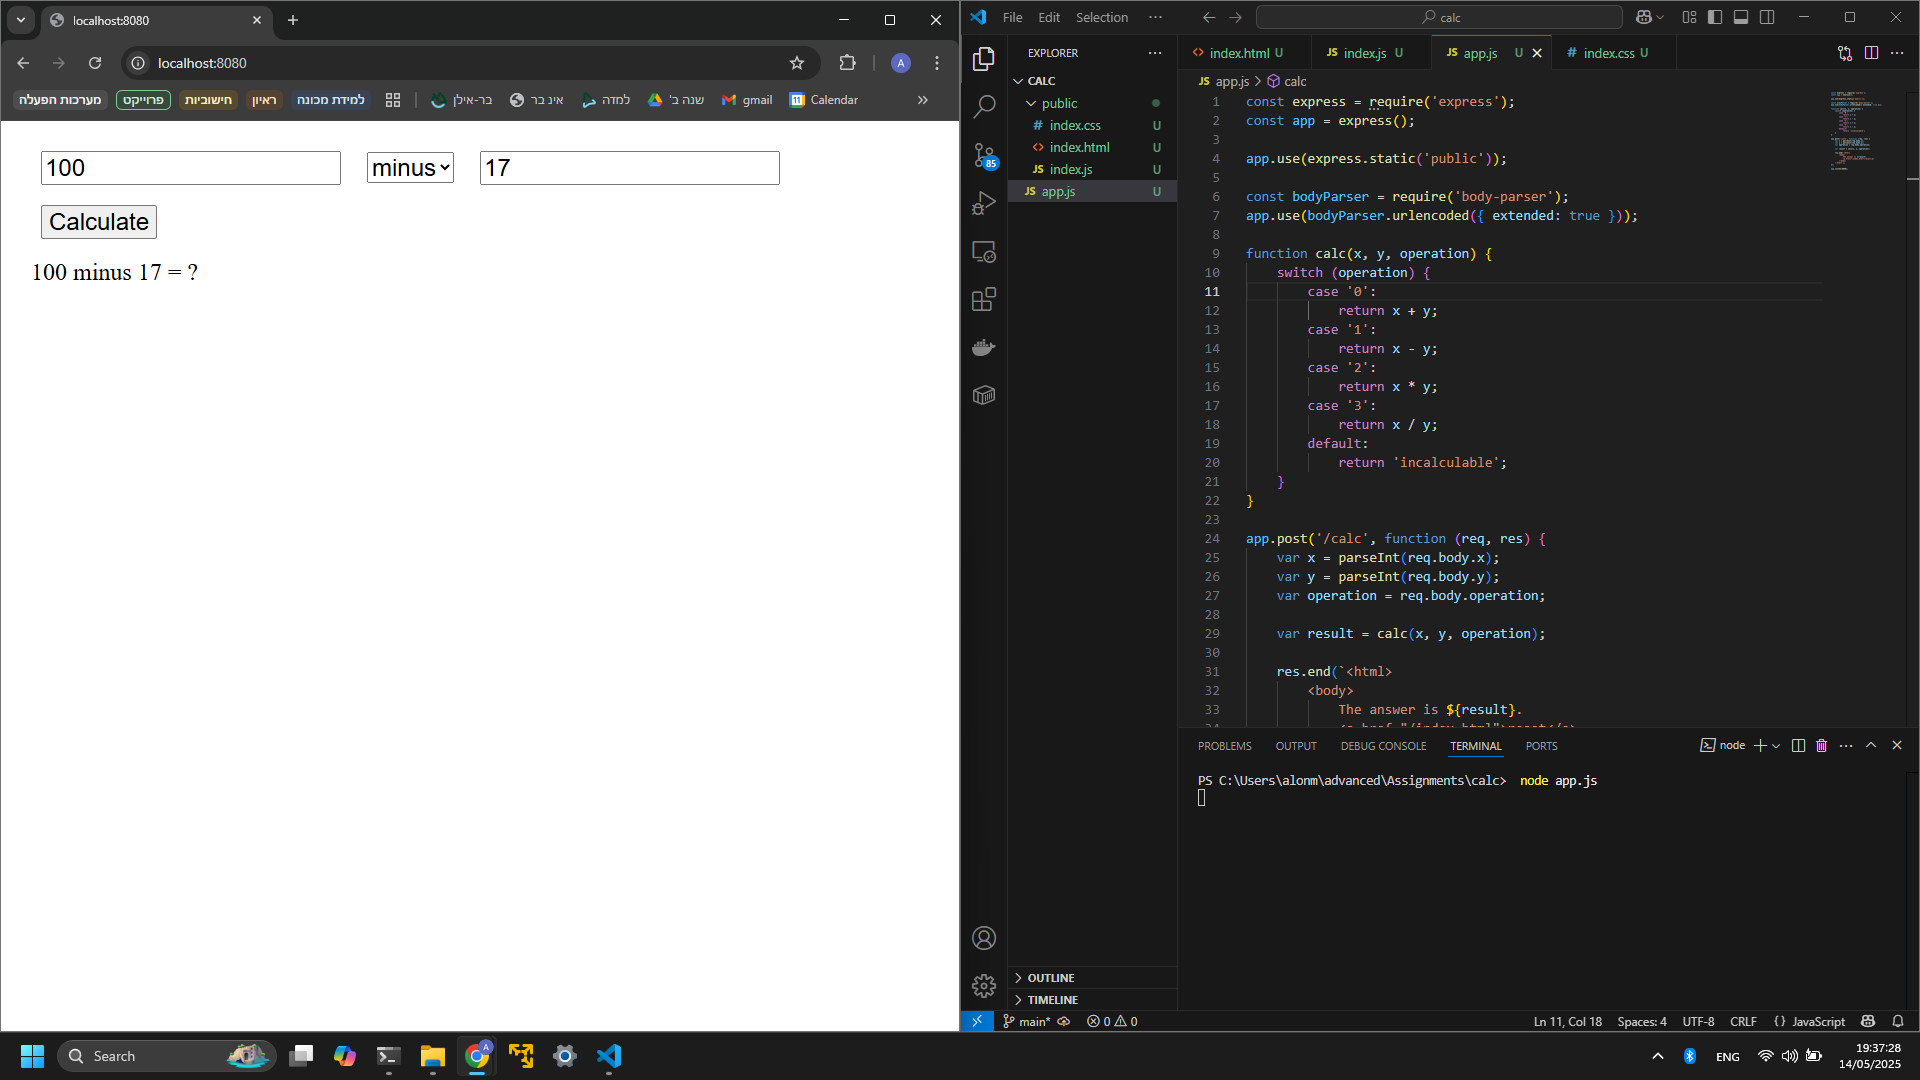 localhost:8080
localhost:8080
A
מערכות הפעלה
פרוייקט
חישוביות
ראיון
למידת מכונה
בר-אילן
אינ בר
למדה
שנה ב'
gmail
Calendar
100
minus
17
Calculate
100 minus 17 = ?
File Edit Selection
calc
EXPLORER
CALC
public
# index.css U
<> index.html U
JS index.js U
JS app.js U
85
OUTLINE
TIMELINE
<> index.html U
JS index.js U
JS app.js U
# index.css U
JS app.js > calc
1 const express = require('express');
2 const app = express();
3
4 app.use(express.static('public'));
5
6 const bodyParser = require('body-parser');
7 app.use(bodyParser.urlencoded({ extended: true }));
8
9 function calc(x, y, operation) {
10 switch (operation) {
11 case '0':
12 return x + y;
13 case '1':
14 return x - y;
15 case '2':
16 return x * y;
17 case '3':
18 return x / y;
19 default:
20 return 'incalculable';
21 }
22 }
23
24 app.post('/calc', function (req, res) {
25 var x = parseInt(req.body.x);
26 var y = parseInt(req.body.y);
27 var operation = req.body.operation;
28
29 var result = calc(x, y, operation);
30
31 res.end(`<html>
32 <body>
33 The answer is ${result}.
PROBLEMS OUTPUT DEBUG CONSOLE TERMINAL PORTS
node
PS C:\Users\alonm\advanced\Assignments\calc> node app.js
main* 0 0
Ln 11, Col 18 Spaces: 4 UTF-8 CRLF {} JavaScript
Search
A
ENG
19:37:28
14/05/2025